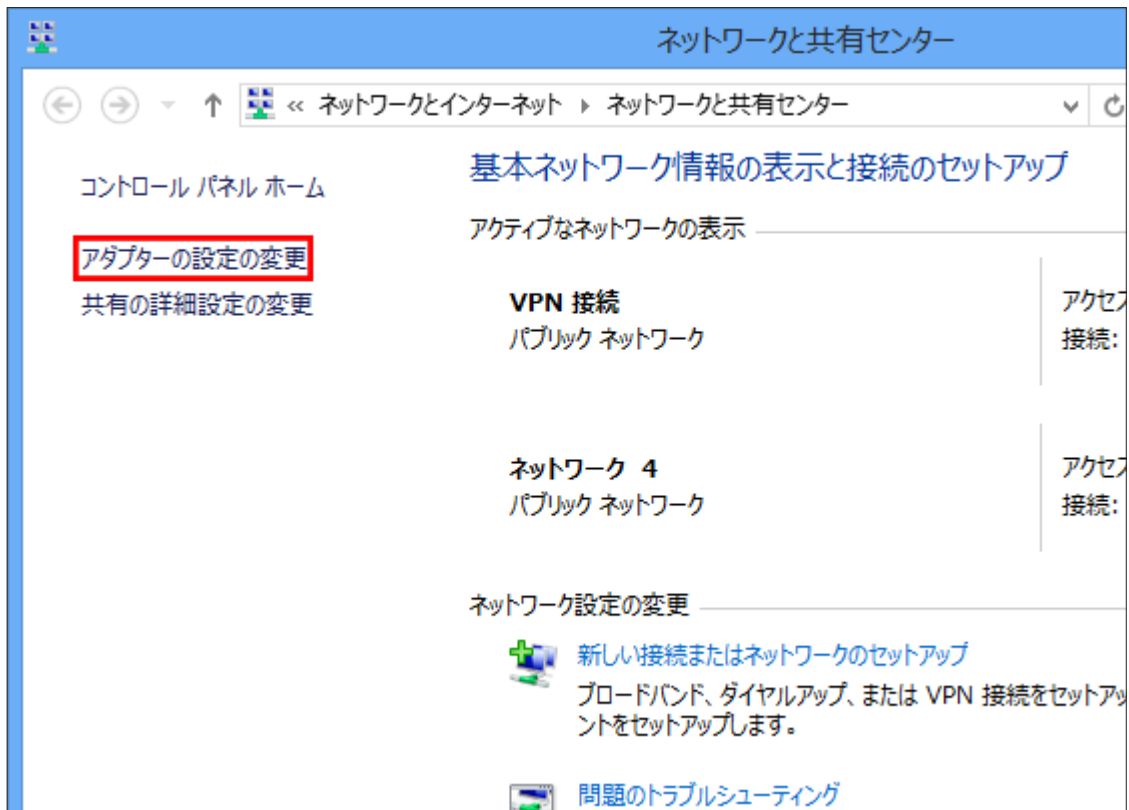 ネットワークと共有センター
« ネットワークとインターネット ▸ ネットワークと共有センター
コントロール パネル ホーム
アダプターの設定の変更
共有の詳細設定の変更
基本ネットワーク情報の表示と接続のセットアップ
アクティブなネットワークの表示
VPN 接続
パブリック ネットワーク
アクセス
接続:
ネットワーク 4
パブリック ネットワーク
アクセス
接続:
ネットワーク設定の変更
新しい接続またはネットワークのセットアップ
ブロードバンド、ダイヤルアップ、または VPN 接続をセットアッ
ントをセットアップします。
問題のトラブルシューティング